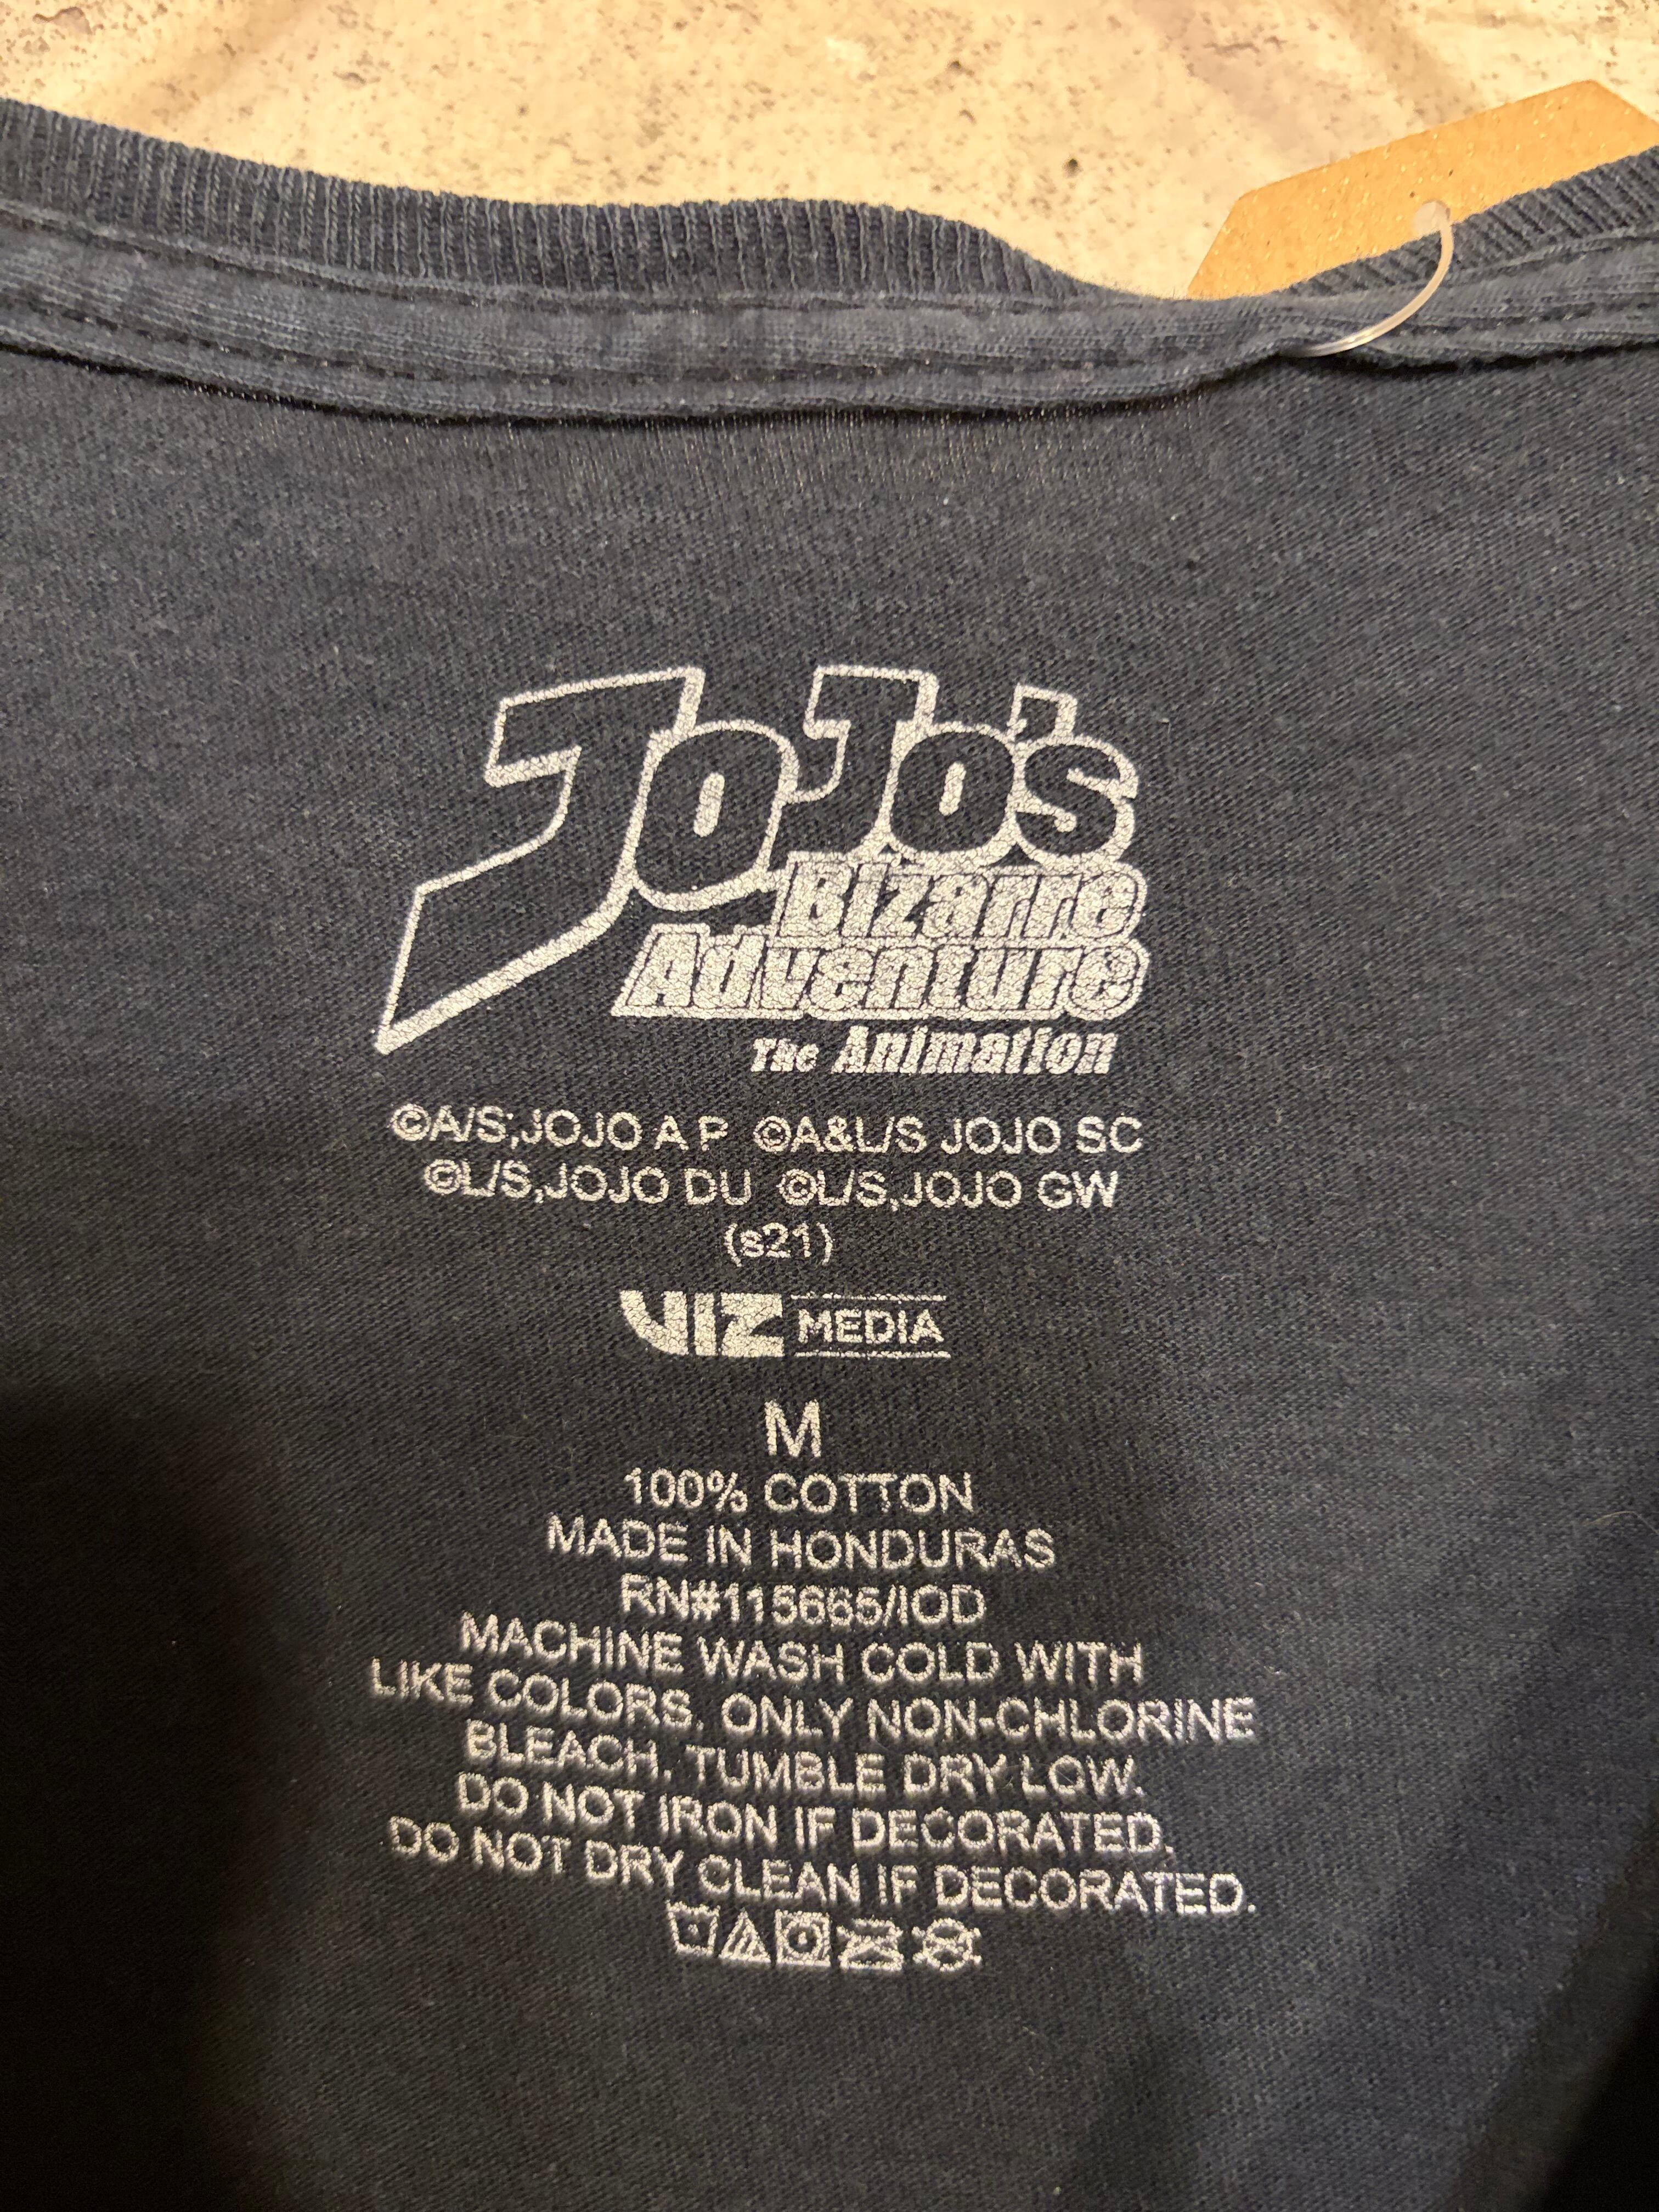 JoJo's
Bizarre
Adventure
The Animation
©A/S,JOJO A P ©A&L/S JOJO SC
©L/S,JOJO DU ©L/S,JOJO GW
(s21)
VIZ MEDIA
M
100% COTTON
MADE IN HONDURAS
RN#115665/IOD
MACHINE WASH COLD WITH
LIKE COLORS, ONLY NON-CHLORINE
BLEACH, TUMBLE DRY LOW.
DO NOT IRON IF DECORATED.
DO NOT DRY CLEAN IF DECORATED.